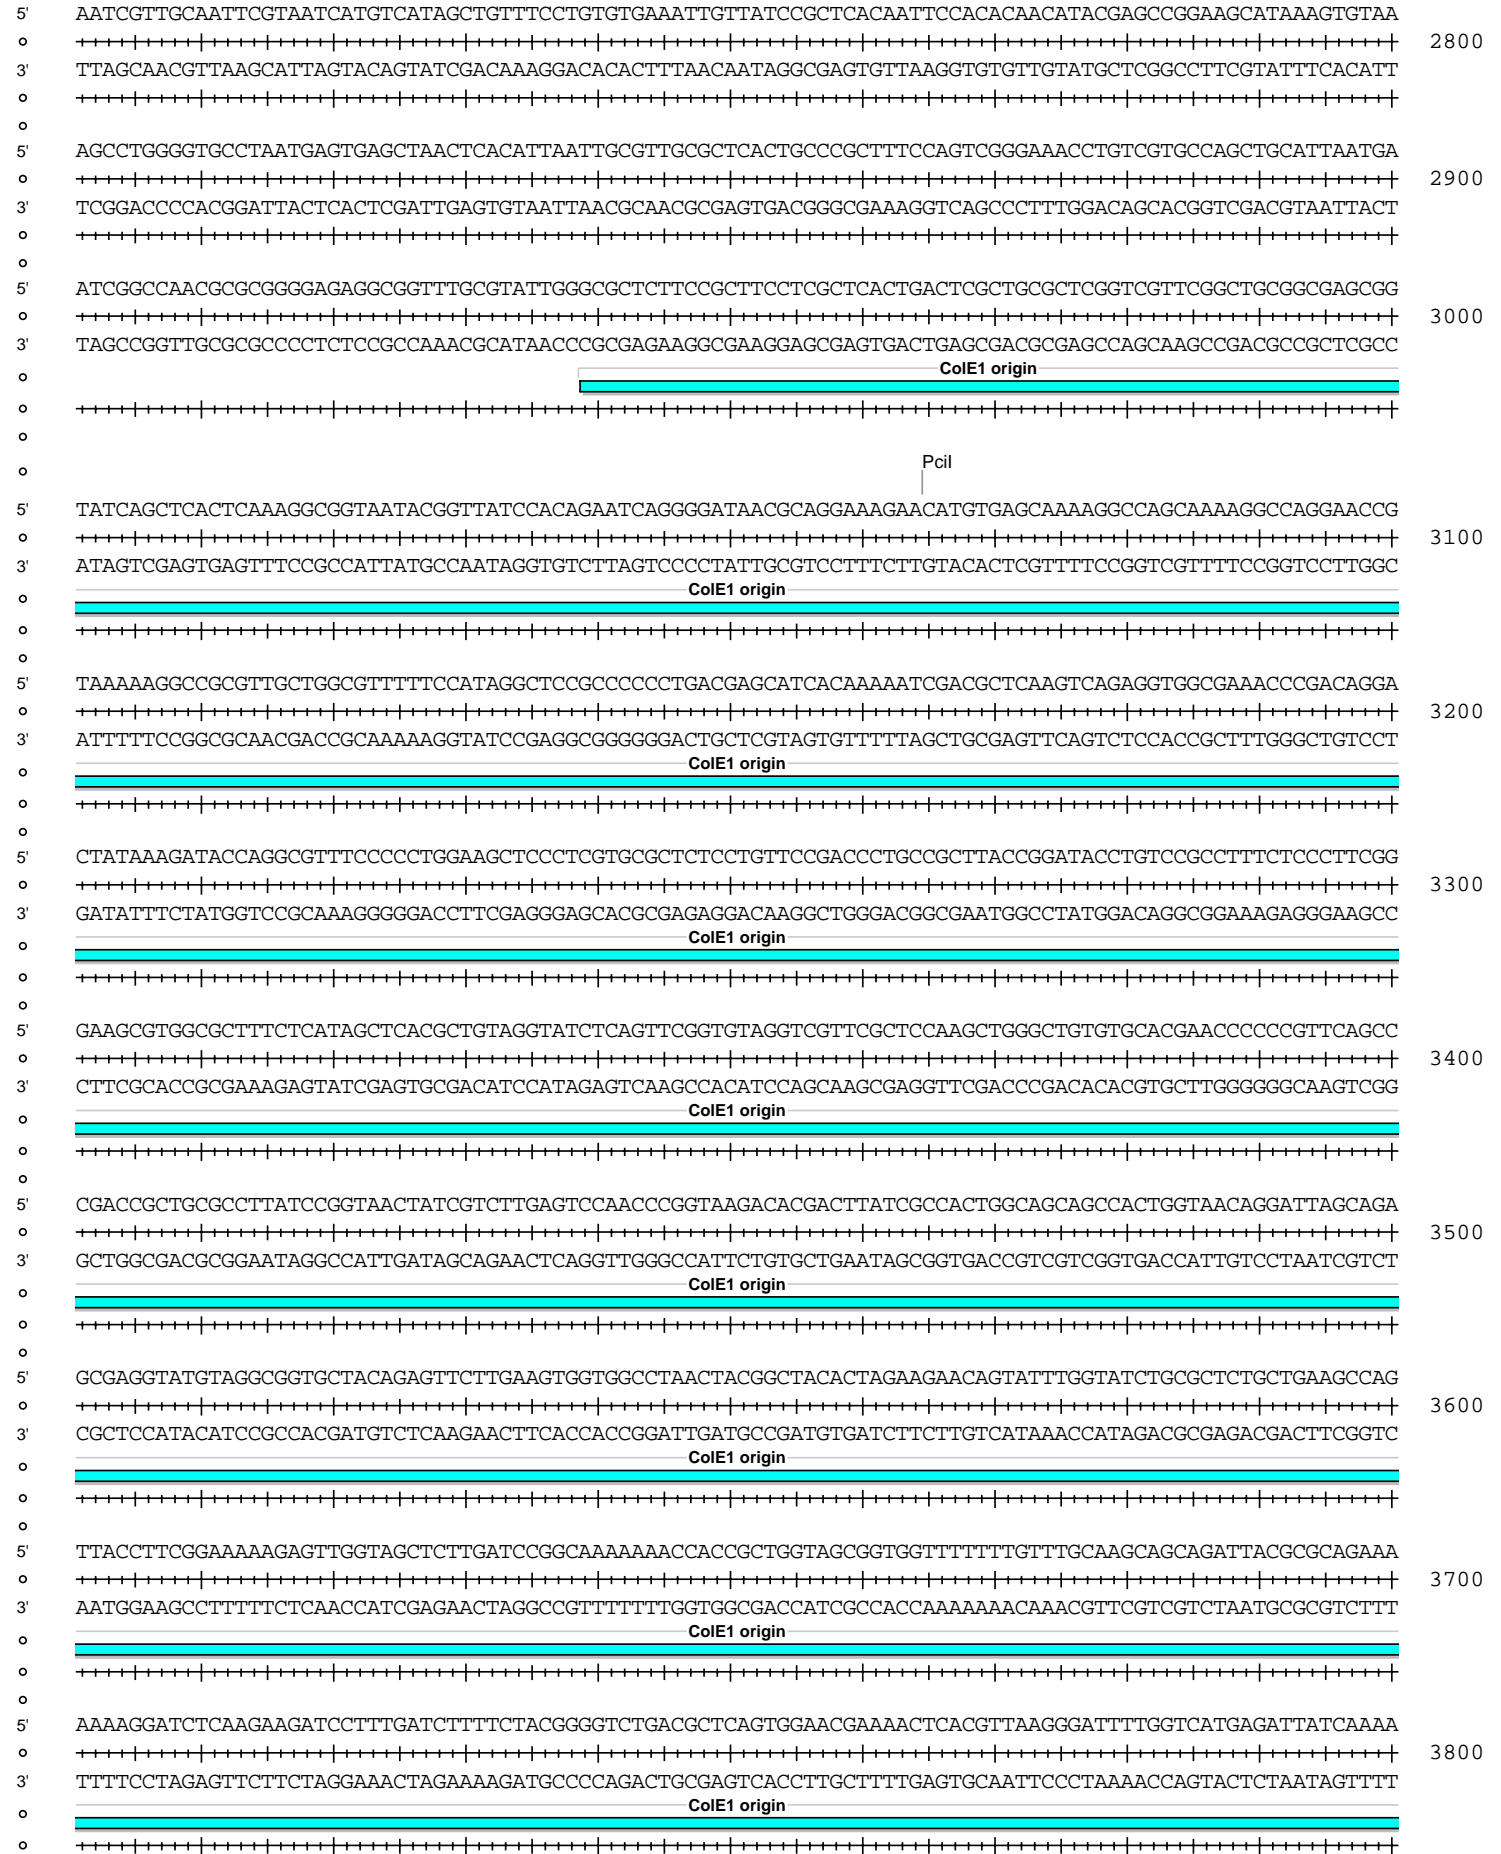 5' AATCGTTGCAATTCGTAATCATGTCATAGCTGTTTCCTGTGTGAAATTGTTATCCGCTCACAATTCCACACAACATACGAGCCGGAAGCATAAAGTGTAA
2800
3' TTAGCAACGTTAAGCATTAGTACAGTATCGACAAAGGACACACTTTAACAATAGGCGAGTGTTAAGGTGTGTTGTATGCTCGGCCTTCGTATTTCACATT
5' AGCCTGGGGTGCCTAATGAGTGAGCTAACTCACATTAATTGCGTTGCGCTCACTGCCCGCTTTCCAGTCGGGAAACCTGTCGTGCCAGCTGCATTAATGA
2900
3' TCGGACCCCACGGATTACTCACTCGATTGAGTGTAATTAACGCAACGCGAGTGACGGGCGAAAGGTCAGCCCTTTGGACAGCACGGTCGACGTAATTACT
5' ATCGGCCAACGCGCGGGGAGAGGCGGTTTGCGTATTGGGCGCTCTTCCGCTTCCTCGCTCACTGACTCGCTGCGCTCGGTCGTTCGGCTGCGGCGAGCGG
3000
3' TAGCCGGTTGCGCGCCCCTCTCCGCCAAACGCATAACCCGCGAGAAGGCGAAGGAGCGAGTGACTGAGCGACGCGAGCCAGCAAGCCGACGCCGCTCGCC
ColE1 origin
PciI
5' TATCAGCTCACTCAAAGGCGGTAATACGGTTATCCACAGAATCAGGGGATAACGCAGGAAAGAACATGTGAGCAAAAGGCCAGCAAAAGGCCAGGAACCG
3100
3' ATAGTCGAGTGAGTTTCCGCCATTATGCCAATAGGTGTCTTAGTCCCCTATTGCGTCCTTTCTTGTACACTCGTTTTCCGGTCGTTTTCCGGTCCTTGGC
ColE1 origin
5' TAAAAAGGCCGCGTTGCTGGCGTTTTTCCATAGGCTCCGCCCCCCTGACGAGCATCACAAAAATCGACGCTCAAGTCAGAGGTGGCGAAACCCGACAGGA
3200
3' ATTTTTCCGGCGCAACGACCGCAAAAAGGTATCCGAGGCGGGGGGACTGCTCGTAGTGTTTTTAGCTGCGAGTTCAGTCTCCACCGCTTTGGGCTGTCCT
ColE1 origin
5' CTATAAAGATACCAGGCGTTTCCCCCTGGAAGCTCCCTCGTGCGCTCTCCTGTTCCGACCCTGCCGCTTACCGGATACCTGTCCGCCTTTCTCCCTTCGG
3300
3' GATATTTCTATGGTCCGCAAAGGGGGACCTTCGAGGGAGCACGCGAGAGGACAAGGCTGGGACGGCGAATGGCCTATGGACAGGCGGAAAGAGGGAAGCC
ColE1 origin
5' GAAGCGTGGCGCTTTCTCATAGCTCACGCTGTAGGTATCTCAGTTCGGTGTAGGTCGTTCGCTCCAAGCTGGGCTGTGTGCACGAACCCCCCGTTCAGCC
3400
3' CTTCGCACCGCGAAAGAGTATCGAGTGCGACATCCATAGAGTCAAGCCACATCCAGCAAGCGAGGTTCGACCCGACACACGTGCTTGGGGGGCAAGTCGG
ColE1 origin
5' CGACCGCTGCGCCTTATCCGGTAACTATCGTCTTGAGTCCAACCCGGTAAGACACGACTTATCGCCACTGGCAGCAGCCACTGGTAACAGGATTAGCAGA
3500
3' GCTGGCGACGCGGAATAGGCCATTGATAGCAGAACTCAGGTTGGGCCATTCTGTGCTGAATAGCGGTGACCGTCGTCGGTGACCATTGTCCTAATCGTCT
ColE1 origin
5' GCGAGGTATGTAGGCGGTGCTACAGAGTTCTTGAAGTGGTGGCCTAACTACGGCTACACTAGAAGAACAGTATTTGGTATCTGCGCTCTGCTGAAGCCAG
3600
3' CGCTCCATACATCCGCCACGATGTCTCAAGAACTTCACCACCGGATTGATGCCGATGTGATCTTCTTGTCATAAACCATAGACGCGAGACGACTTCGGTC
ColE1 origin
5' TTACCTTCGGAAAAAGAGTTGGTAGCTCTTGATCCGGCAAAAAAACCACCGCTGGTAGCGGTGGTTTTTTTGTTTGCAAGCAGCAGATTACGCGCAGAAA
3700
3' AATGGAAGCCTTTTTCTCAACCATCGAGAACTAGGCCGTTTTTTTGGTGGCGACCATCGCCACCAAAAAAACAAACGTTCGTCGTCTAATGCGCGTCTTT
ColE1 origin
5' AAAAGGATCTCAAGAAGATCCTTTGATCTTTTCTACGGGGTCTGACGCTCAGTGGAACGAAAACTCACGTTAAGGGATTTTGGTCATGAGATTATCAAAA
3800
3' TTTTCCTAGAGTTCTTCTAGGAAACTAGAAAAGATGCCCCAGACTGCGAGTCACCTTGCTTTTGAGTGCAATTCCCTAAAACCAGTACTCTAATAGTTTT
ColE1 origin